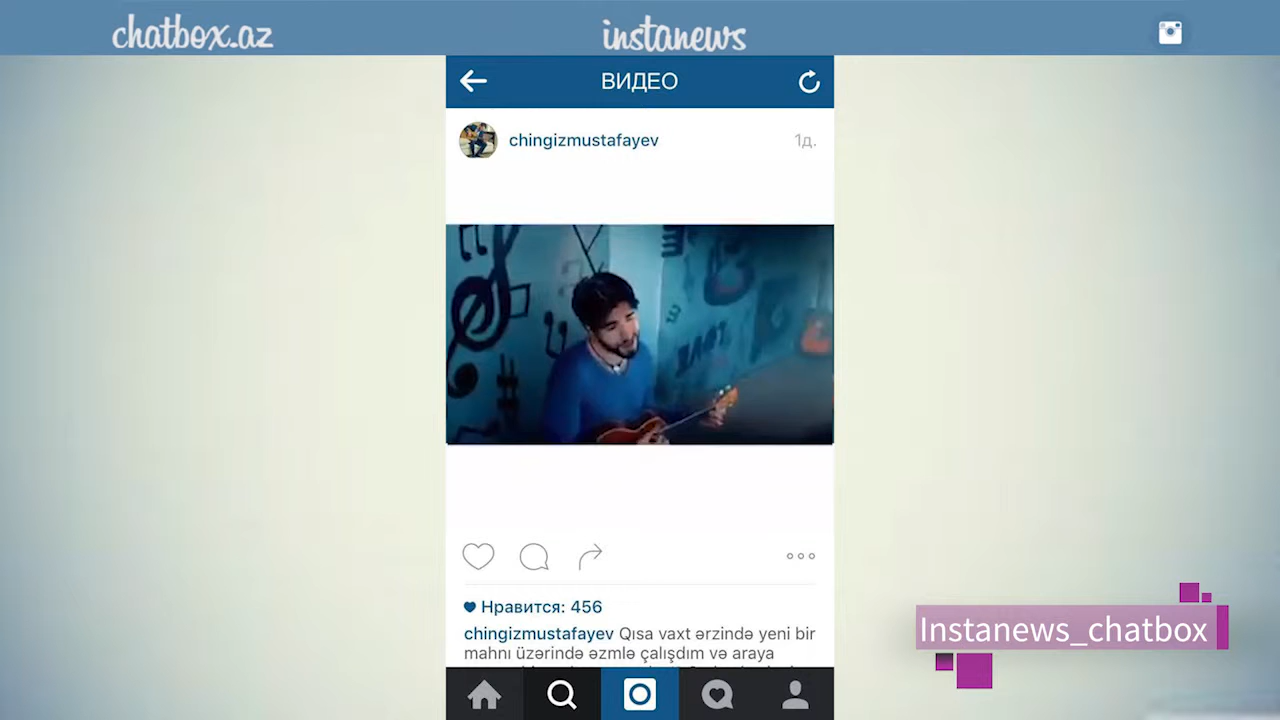 chatbox.az
instanews
ВИДЕО
chingizmustafayev
1д.
Нравится: 456
chingizmustafayev Qısa vaxt ərzində yeni bir
mahnı üzərində əzmlə çalışdım və araya
Instanews_chatbox